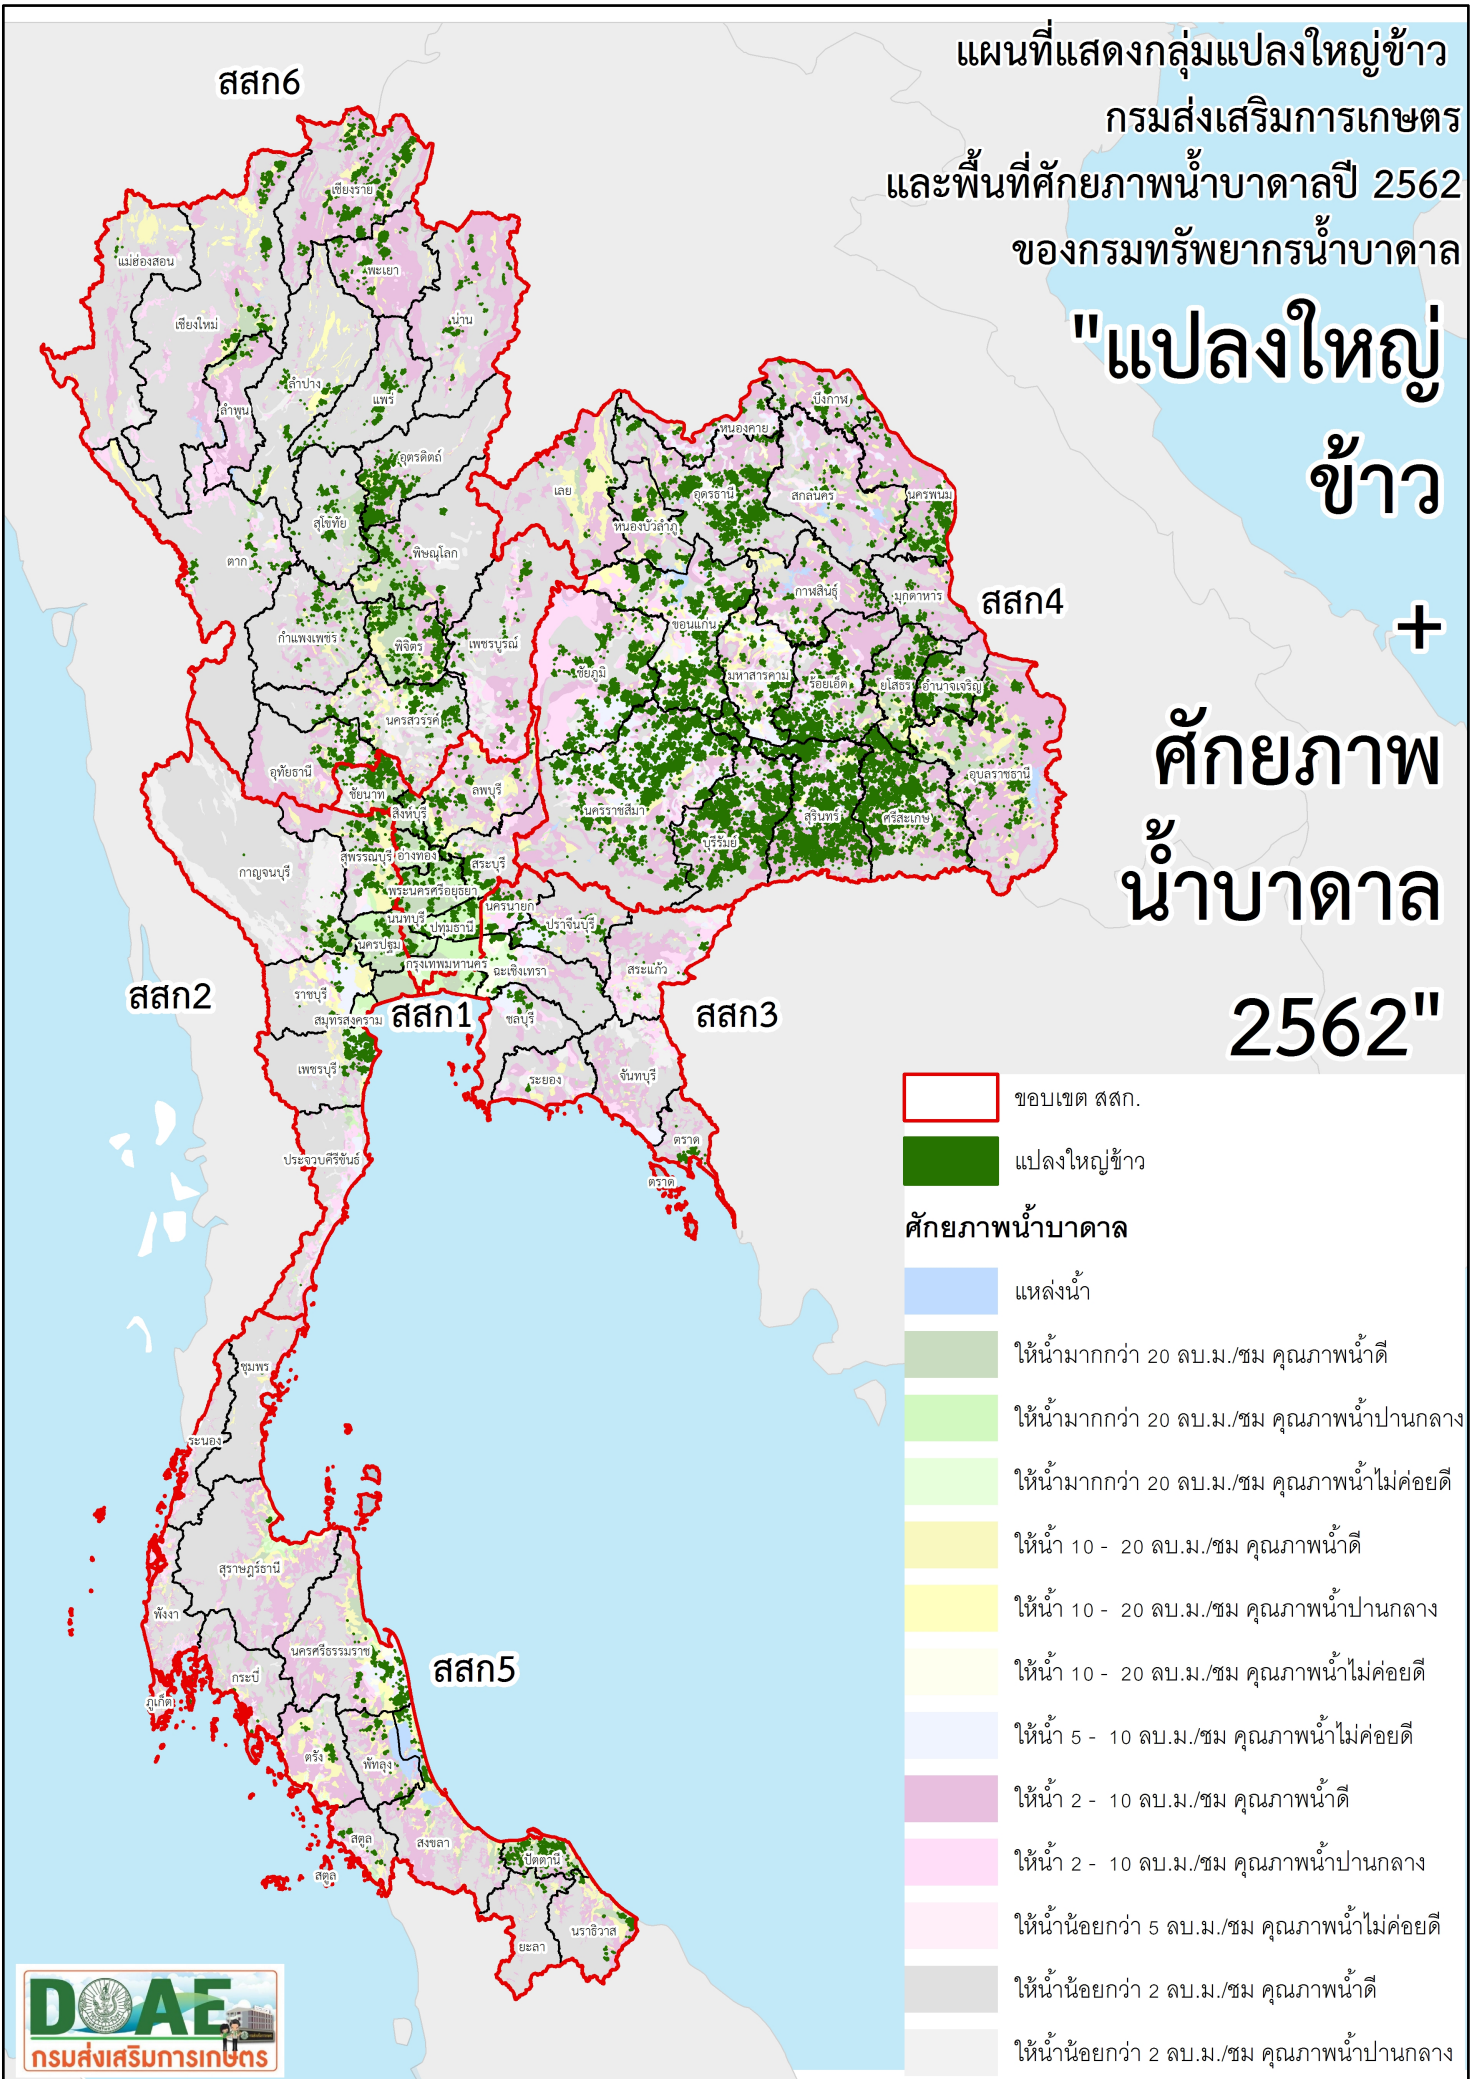 แผนที่แสดงกลุ่มแปลงใหญ่ข้าว
กรมส่งเสริมการเกษตร
และพื้นที่ศักยภาพน้ำบาดาลปี 2562
ของกรมทรัพยากรน้ำบาดาล
"แปลงใหญ่
ข้าว
+
ศักยภาพ
น้ำบาดาล
2562"
สสก6
เชียงราย
แม่ฮ่องสอน
พะเยา
เชียงใหม่
น่าน
ลำปาง
แพร่
ลำพูน
อุตรดิตถ์
สุโขทัย
ตาก
พิษณุโลก
กำแพงเพชร
พิจิตร
เพชรบูรณ์
นครสวรรค์
อุทัยธานี
สสก4
บึงกาฬ
หนองคาย
เลย
อุดรธานี
สกลนคร
นครพนม
หนองบัวลำภู
กาฬสินธุ์
มุกดาหาร
ขอนแก่น
ชัยภูมิ
มหาสารคาม
ร้อยเอ็ด
ยโสธร
อำนาจเจริญ
อุบลราชธานี
นครราชสีมา
บุรีรัมย์
สุรินทร์
ศรีสะเกษ
สสก1
ชัยนาท
สิงห์บุรี
ลพบุรี
อ่างทอง
สระบุรี
พระนครศรีอยุธยา
นนทบุรี
ปทุมธานี
กรุงเทพมหานคร
สสก2
กาญจนบุรี
สุพรรณบุรี
นครปฐม
ราชบุรี
สมุทรสงคราม
เพชรบุรี
ประจวบคีรีขันธ์
สสก3
นครนายก
ปราจีนบุรี
ฉะเชิงเทรา
สระแก้ว
ชลบุรี
ระยอง
จันทบุรี
ตราด
ตราด
สสก5
ชุมพร
ระนอง
สุราษฎร์ธานี
พังงา
นครศรีธรรมราช
กระบี่
ภูเก็ต
ตรัง
พัทลุง
สตูล
สตูล
สงขลา
ปัตตานี
ยะลา
นราธิวาส
ขอบเขต สสก.
แปลงใหญ่ข้าว
ศักยภาพน้ำบาดาล
แหล่งน้ำ
ให้น้ำมากกว่า 20 ลบ.ม./ชม คุณภาพน้ำดี
ให้น้ำมากกว่า 20 ลบ.ม./ชม คุณภาพน้ำปานกลาง
ให้น้ำมากกว่า 20 ลบ.ม./ชม คุณภาพน้ำไม่ค่อยดี
ให้น้ำ 10 - 20 ลบ.ม./ชม คุณภาพน้ำดี
ให้น้ำ 10 - 20 ลบ.ม./ชม คุณภาพน้ำปานกลาง
ให้น้ำ 10 - 20 ลบ.ม./ชม คุณภาพน้ำไม่ค่อยดี
ให้น้ำ 5 - 10 ลบ.ม./ชม คุณภาพน้ำไม่ค่อยดี
ให้น้ำ 2 - 10 ลบ.ม./ชม คุณภาพน้ำดี
ให้น้ำ 2 - 10 ลบ.ม./ชม คุณภาพน้ำปานกลาง
ให้น้ำน้อยกว่า 5 ลบ.ม./ชม คุณภาพน้ำไม่ค่อยดี
ให้น้ำน้อยกว่า 2 ลบ.ม./ชม คุณภาพน้ำดี
ให้น้ำน้อยกว่า 2 ลบ.ม./ชม คุณภาพน้ำปานกลาง
DOAE
กรมส่งเสริมการเกษตร